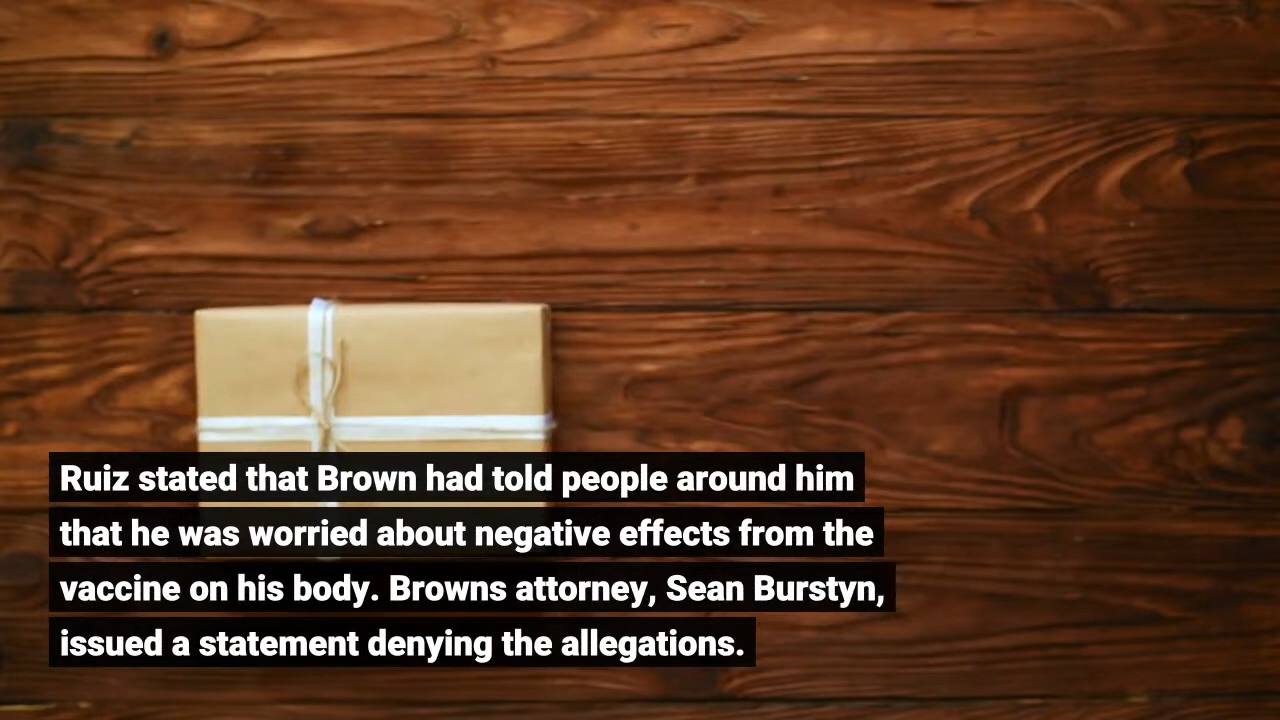 Ruiz stated that Brown had told people around him
that he was worried about negative effects from the
vaccine on his body. Browns attorney, Sean Burstyn,
issued a statement denying the allegations.